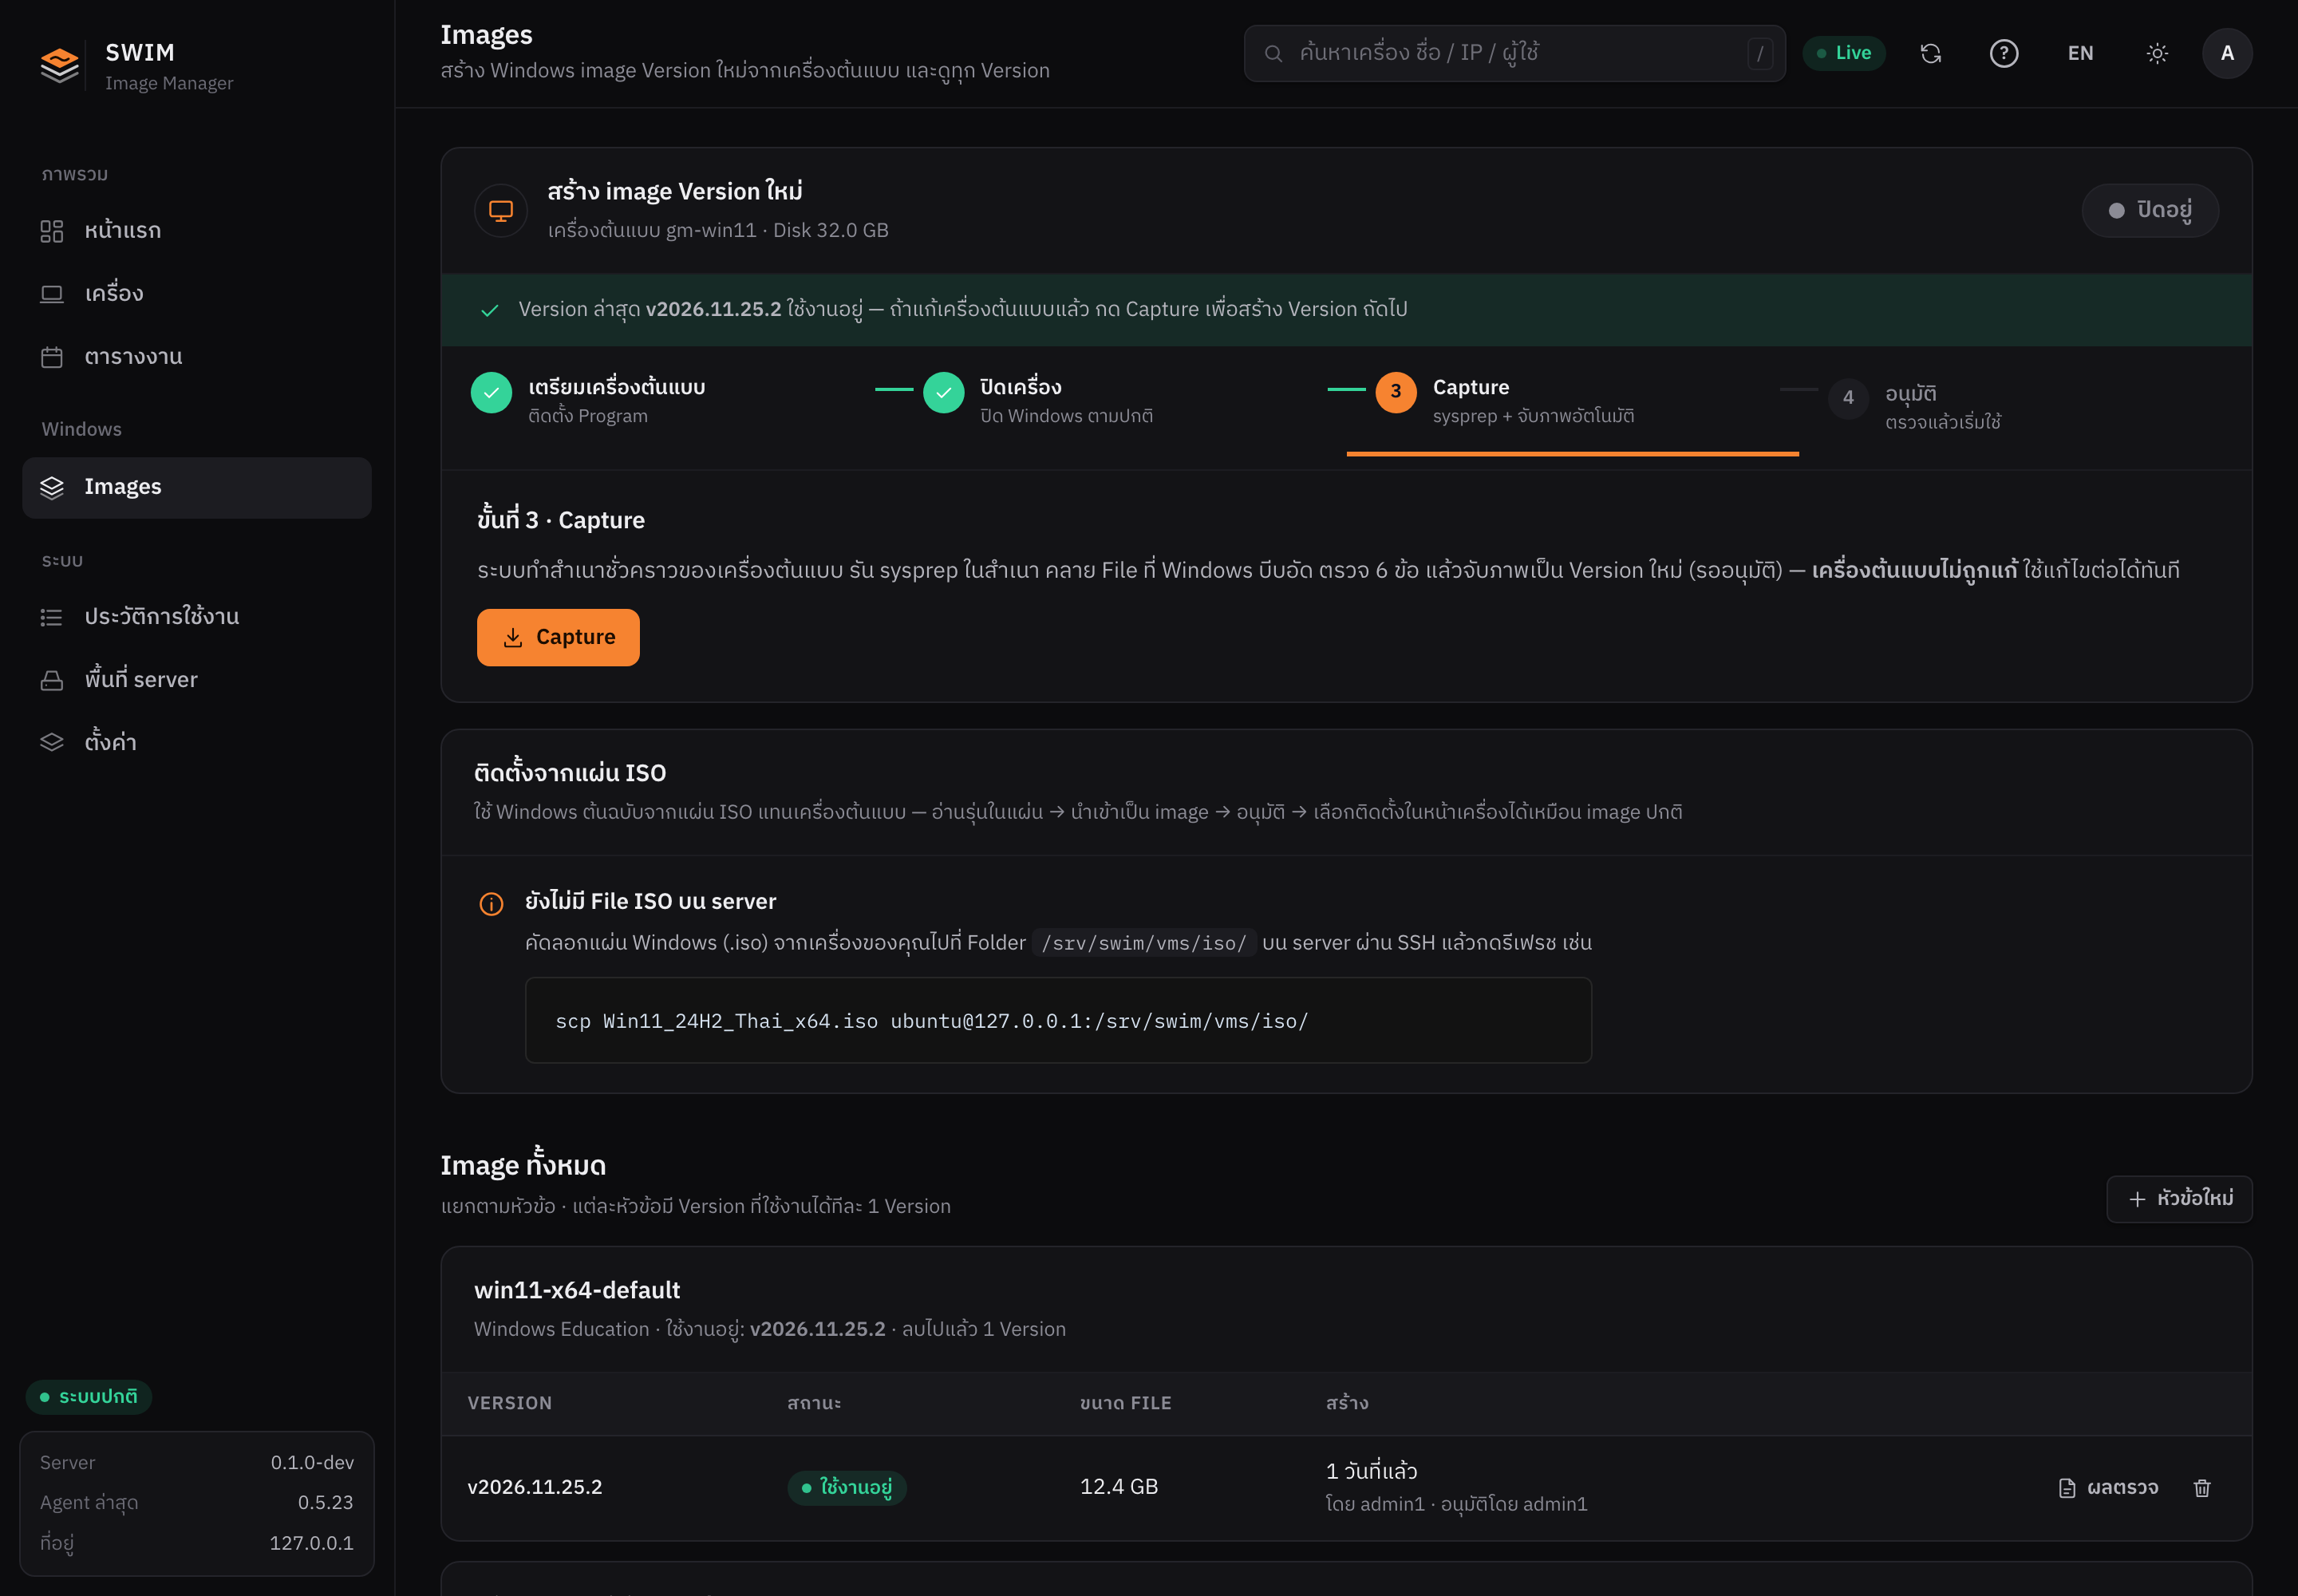 SWIM
Image Manager
ภาพรวม
หน้าแรก
เครื่อง
ตารางงาน
Windows
Images
ระบบ
ประวัติการใช้งาน
พื้นที่ server
ตั้งค่า
ระบบปกติ
Server 0.1.0-dev
Agent ล่าสุด 0.5.23
ที่อยู่ 127.0.0.1
Images
สร้าง Windows image Version ใหม่จากเครื่องต้นแบบ และดูทุก Version
ค้นหาเครื่อง ชื่อ / IP / ผู้ใช้ /
Live
EN
A
สร้าง image Version ใหม่
เครื่องต้นแบบ gm-win11 · Disk 32.0 GB
ปิดอยู่
Version ล่าสุด v2026.11.25.2 ใช้งานอยู่ — ถ้าแก้เครื่องต้นแบบแล้ว กด Capture เพื่อสร้าง Version ถัดไป
เตรียมเครื่องต้นแบบ
ติดตั้ง Program
ปิดเครื่อง
ปิด Windows ตามปกติ
3 Capture
sysprep + จับภาพอัตโนมัติ
4 อนุมัติ
ตรวจแล้วเริ่มใช้
ขั้นที่ 3 · Capture
ระบบทำสำเนาชั่วคราวของเครื่องต้นแบบ รัน sysprep ในสำเนา คลาย File ที่ Windows บีบอัด ตรวจ 6 ข้อ แล้วจับภาพเป็น Version ใหม่ (รออนุมัติ) — เครื่องต้นแบบไม่ถูกแก้ ใช้แก้ไขต่อได้ทันที
Capture
ติดตั้งจากแผ่น ISO
ใช้ Windows ต้นฉบับจากแผ่น ISO แทนเครื่องต้นแบบ — อ่านรุ่นในแผ่น → นำเข้าเป็น image → อนุมัติ → เลือกติดตั้งในหน้าเครื่องได้เหมือน image ปกติ
ยังไม่มี File ISO บน server
คัดลอกแผ่น Windows (.iso) จากเครื่องของคุณไปที่ Folder /srv/swim/vms/iso/ บน server ผ่าน SSH แล้วกดรีเฟรช เช่น
scp Win11_24H2_Thai_x64.iso ubuntu@127.0.0.1:/srv/swim/vms/iso/
Image ทั้งหมด
แยกตามหัวข้อ · แต่ละหัวข้อมี Version ที่ใช้งานได้ทีละ 1 Version
หัวข้อใหม่
win11-x64-default
Windows Education · ใช้งานอยู่: v2026.11.25.2 · ลบไปแล้ว 1 Version
VERSION สถานะ ขนาด FILE สร้าง
v2026.11.25.2 ใช้งานอยู่ 12.4 GB 1 วันที่แล้ว
โดย admin1 · อนุมัติโดย admin1
ผลตรวจ